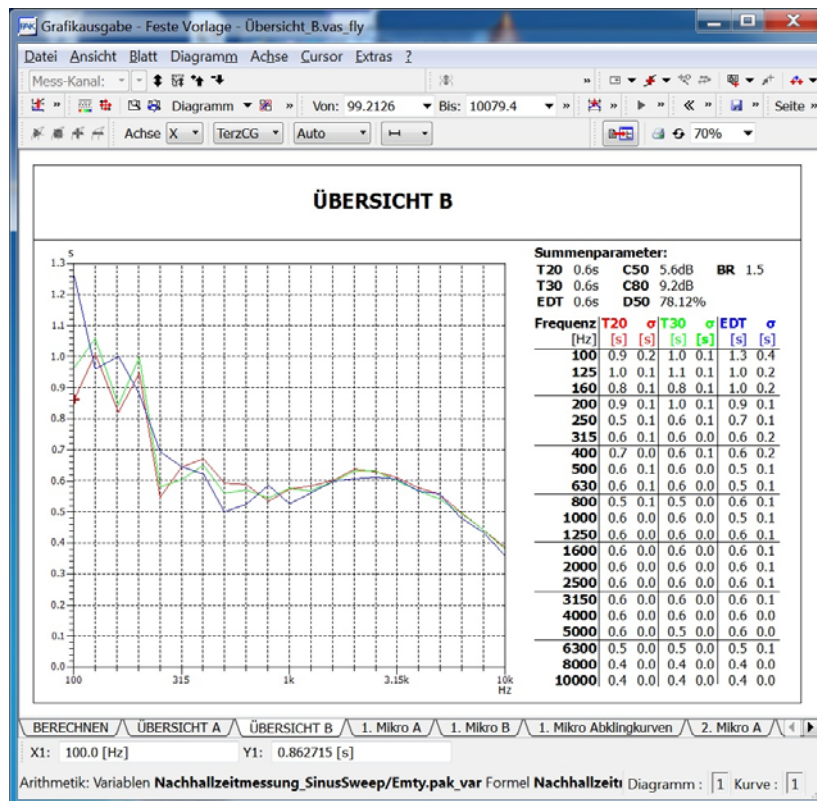 PAK Grafikausgabe - Feste Vorlage - Übersicht_B.vas_fly
Datei Ansicht Blatt Diagramm Achse Cursor Extras ?
Mess-Kanal: - »
» Diagramm » Von: 99.2126 Bis: 10079.4 » » » « » » Seite »
Achse X TerzCG Auto 70%
ÜBERSICHT B
s
1.3
1.2
1.1
1.0
0.9
0.8
0.7
0.6
0.5
0.4
0.3
0.2
0.1
0.0
100 315 1k 3.15k 10k
Hz
Summenparameter:
T20 0.6s C50 5.6dB BR 1.5
T30 0.6s C80 9.2dB
EDT 0.6s D50 78.12%
Frequenz T20 σ T30 σ EDT σ
[Hz] [s] [s] [s] [s] [s] [s]
100 0.9 0.2 1.0 0.1 1.3 0.4
125 1.0 0.1 1.1 0.1 1.0 0.2
160 0.8 0.1 0.8 0.1 1.0 0.2
200 0.9 0.1 1.0 0.1 0.9 0.1
250 0.5 0.1 0.6 0.1 0.7 0.1
315 0.6 0.1 0.6 0.0 0.6 0.2
400 0.7 0.0 0.6 0.1 0.6 0.2
500 0.6 0.1 0.6 0.0 0.5 0.1
630 0.6 0.1 0.6 0.0 0.5 0.1
800 0.5 0.1 0.5 0.0 0.6 0.1
1000 0.6 0.0 0.6 0.0 0.5 0.1
1250 0.6 0.0 0.6 0.0 0.6 0.1
1600 0.6 0.0 0.6 0.0 0.6 0.1
2000 0.6 0.0 0.6 0.0 0.6 0.1
2500 0.6 0.0 0.6 0.0 0.6 0.1
3150 0.6 0.0 0.6 0.0 0.6 0.1
4000 0.6 0.0 0.6 0.0 0.6 0.0
5000 0.6 0.0 0.5 0.0 0.6 0.0
6300 0.5 0.0 0.5 0.0 0.5 0.1
8000 0.4 0.0 0.4 0.0 0.4 0.0
10000 0.4 0.0 0.4 0.0 0.4 0.0
BERECHNEN ÜBERSICHT A ÜBERSICHT B 1. Mikro A 1. Mikro B 1. Mikro Abklingkurven 2. Mikro A
X1: 100.0 [Hz] Y1: 0.862715 [s]
Arithmetik: Variablen Nachhallzeitmessung_SinusSweep/Emty.pak_var Formel Nachhallzeit Diagramm : 1 Kurve : 1